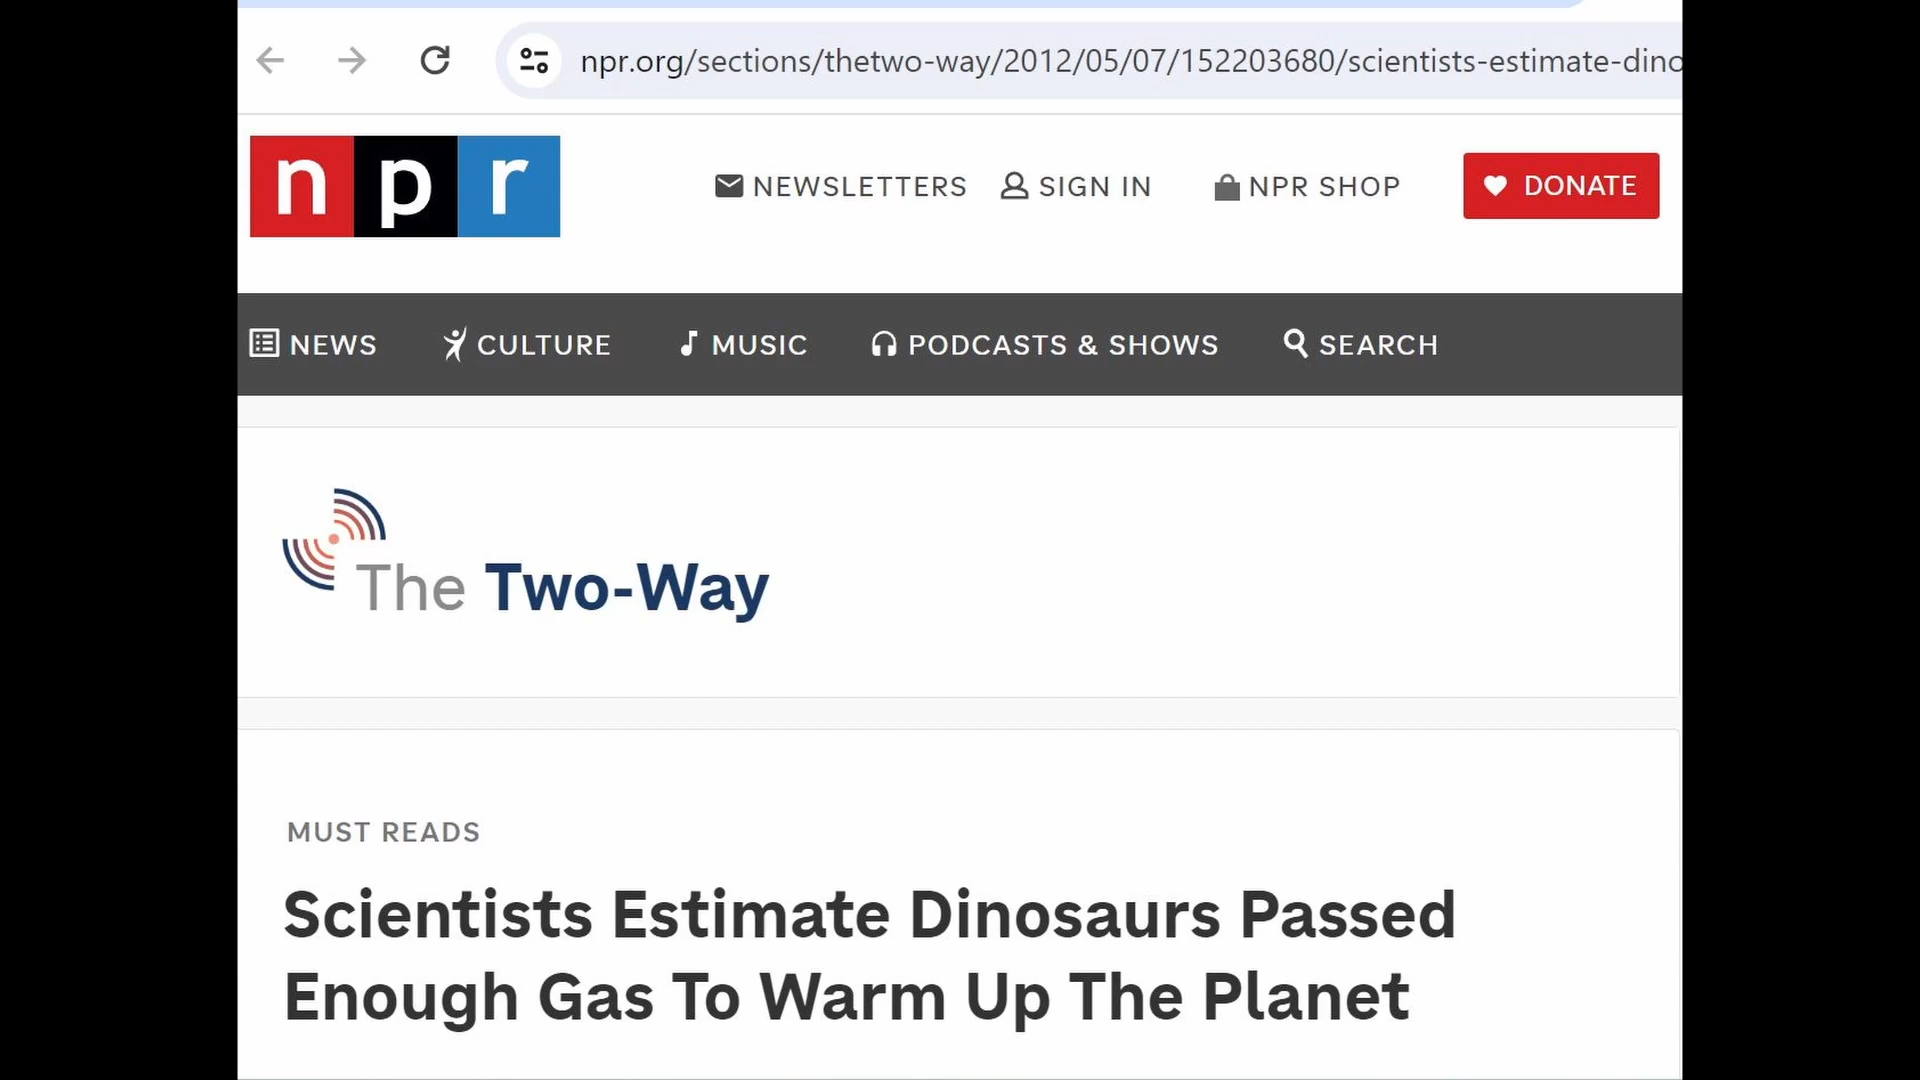 npr.org/sections/thetwo-way/2012/05/07/152203680/scientists-estimate-dino
npr
NEWSLETTERS SIGN IN NPR SHOP DONATE
NEWS CULTURE MUSIC PODCASTS & SHOWS SEARCH
The Two-Way
MUST READS
Scientists Estimate Dinosaurs Passed
Enough Gas To Warm Up The Planet